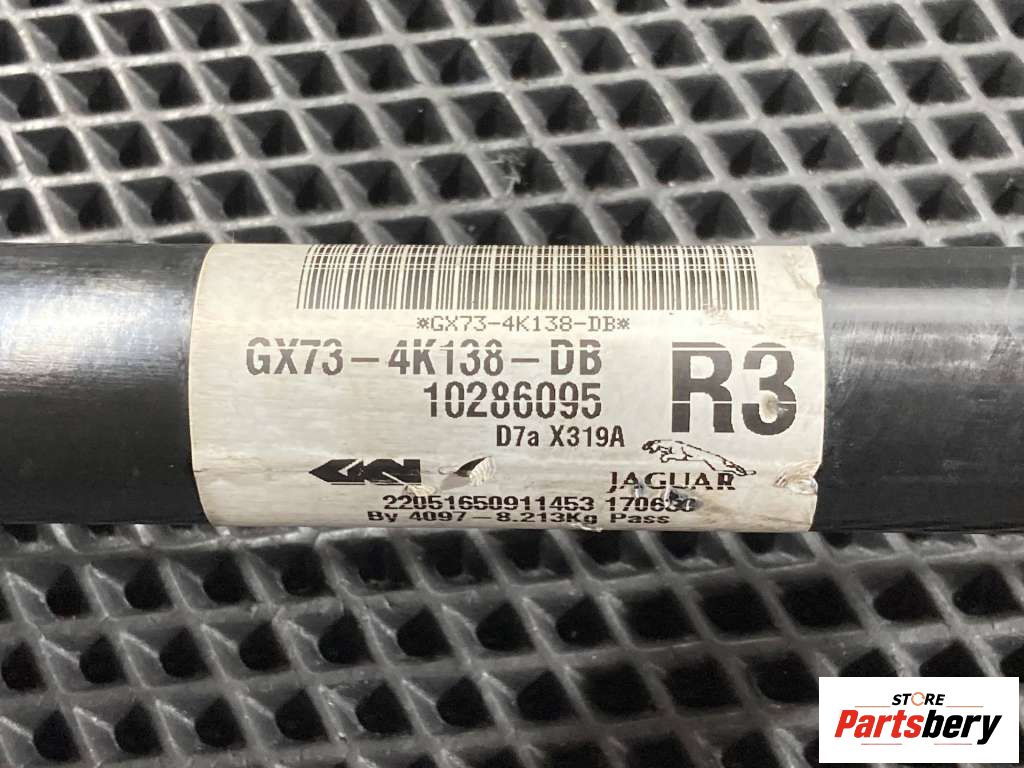 *GX73-4K138-DB*
GX73-4K138-DB
10286095
R3
D7a X319A
GKN
JAGUAR
22051650911453
By 4097-8.213Kg Pass
STORE
Partsbery